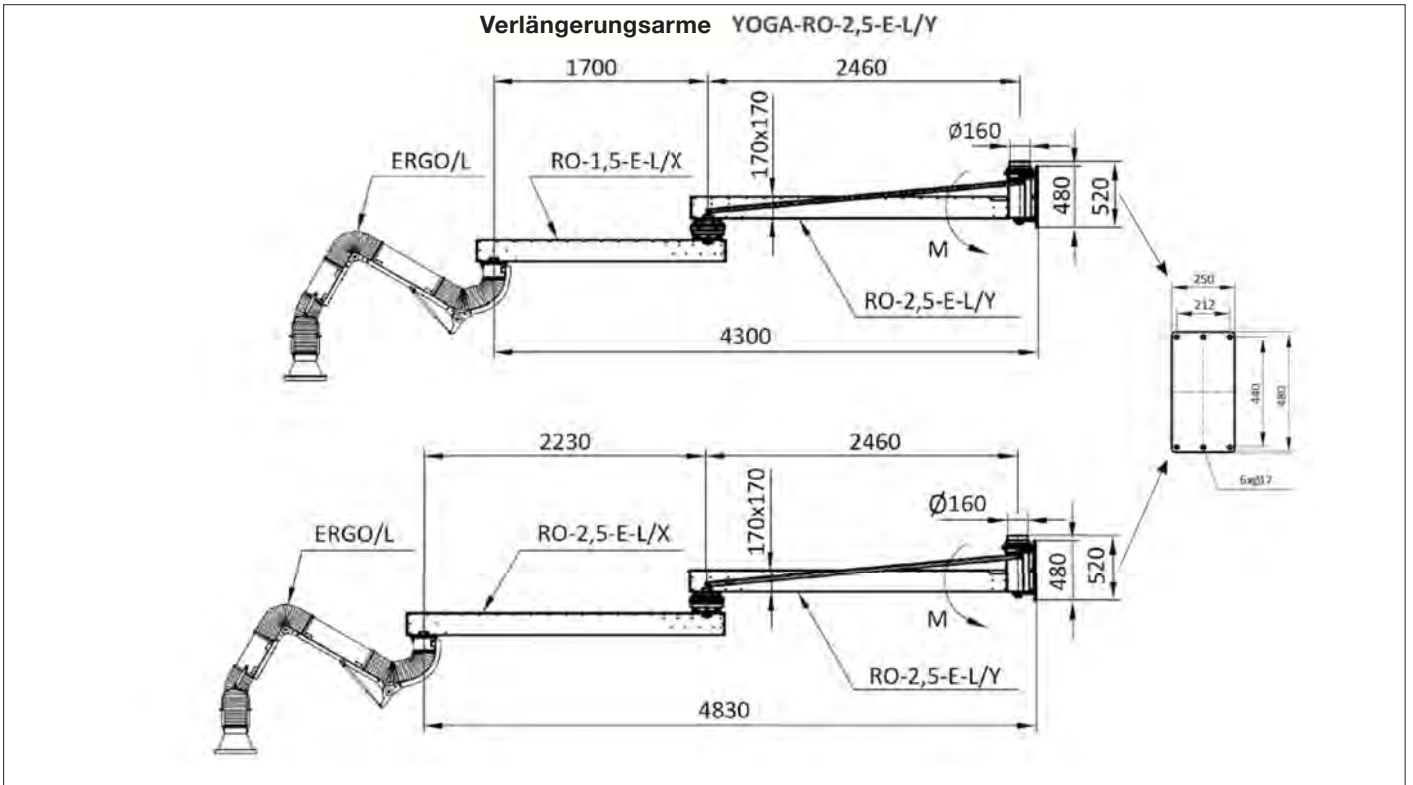 Verlängerungsarme YOGA-RO-2,5-E-L/Y
1700
2460
170x170
Ø160
ERGO/L
RO-1,5-E-L/X
480
520
M
RO-2,5-E-L/Y
4300
250
212
440
480
2230
2460
170x170
Ø160
ERGO/L
RO-2,5-E-L/X
480
520
M
RO-2,5-E-L/Y
4830